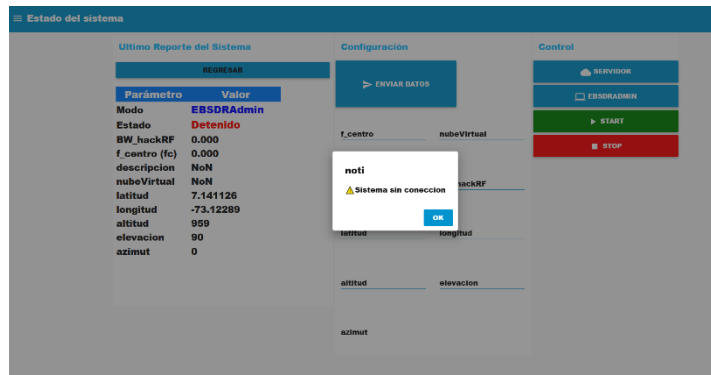 Estado del sistema
Ultimo Reporte del Sistema
REGRESAR
Parámetro Valor
Modo EBSDRAdmin
Estado Detenido
BW_hackRF 0.000
f_centro (fc) 0.000
descripcion NoN
nubeVirtual NoN
latitud 7.141126
longitud -73.12289
altitud 959
elevacion 90
azimut 0
Configuración
ENVIAR DATOS
f_centro nubeVirtual
hackRF
latitud longitud
altitud elevacion
azimut
noti
Sistema sin coneccion
OK
Control
SERVIDOR
EBSDRADMIN
START
STOP